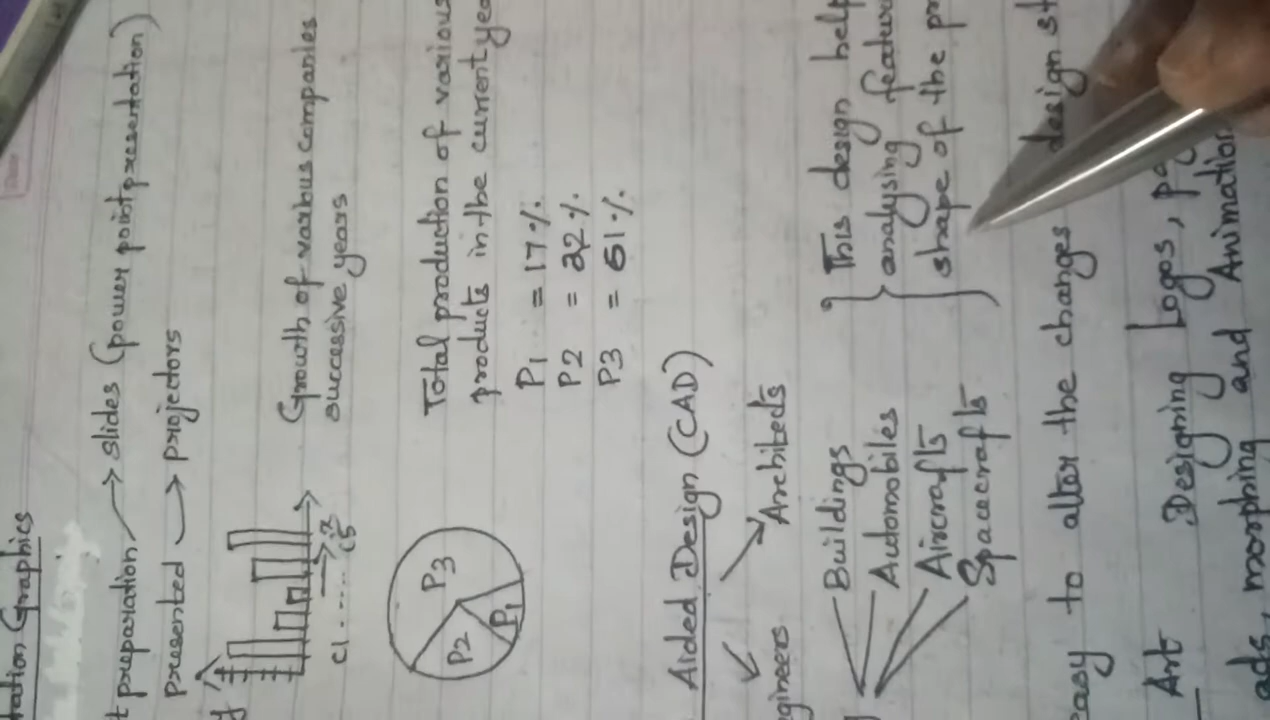 tation Graphics
t preparation → slides (power point presentation)
presented → projectors
y
Growth of various companies
successive years
x
C1 ..... C5
P3
P2
P1
Total production of various
products in the current yea
P1 = 17%
P2 = 22%
P3 = 61%
Aided Design (CAD)
ngineers Architects
Buildings
Automobiles
Aircrafts
Spacecrafts
This design help
analysing featur
shape of the pr
easy to alter the changes design st
Art Designing Logos,
ads, morphing and Animation